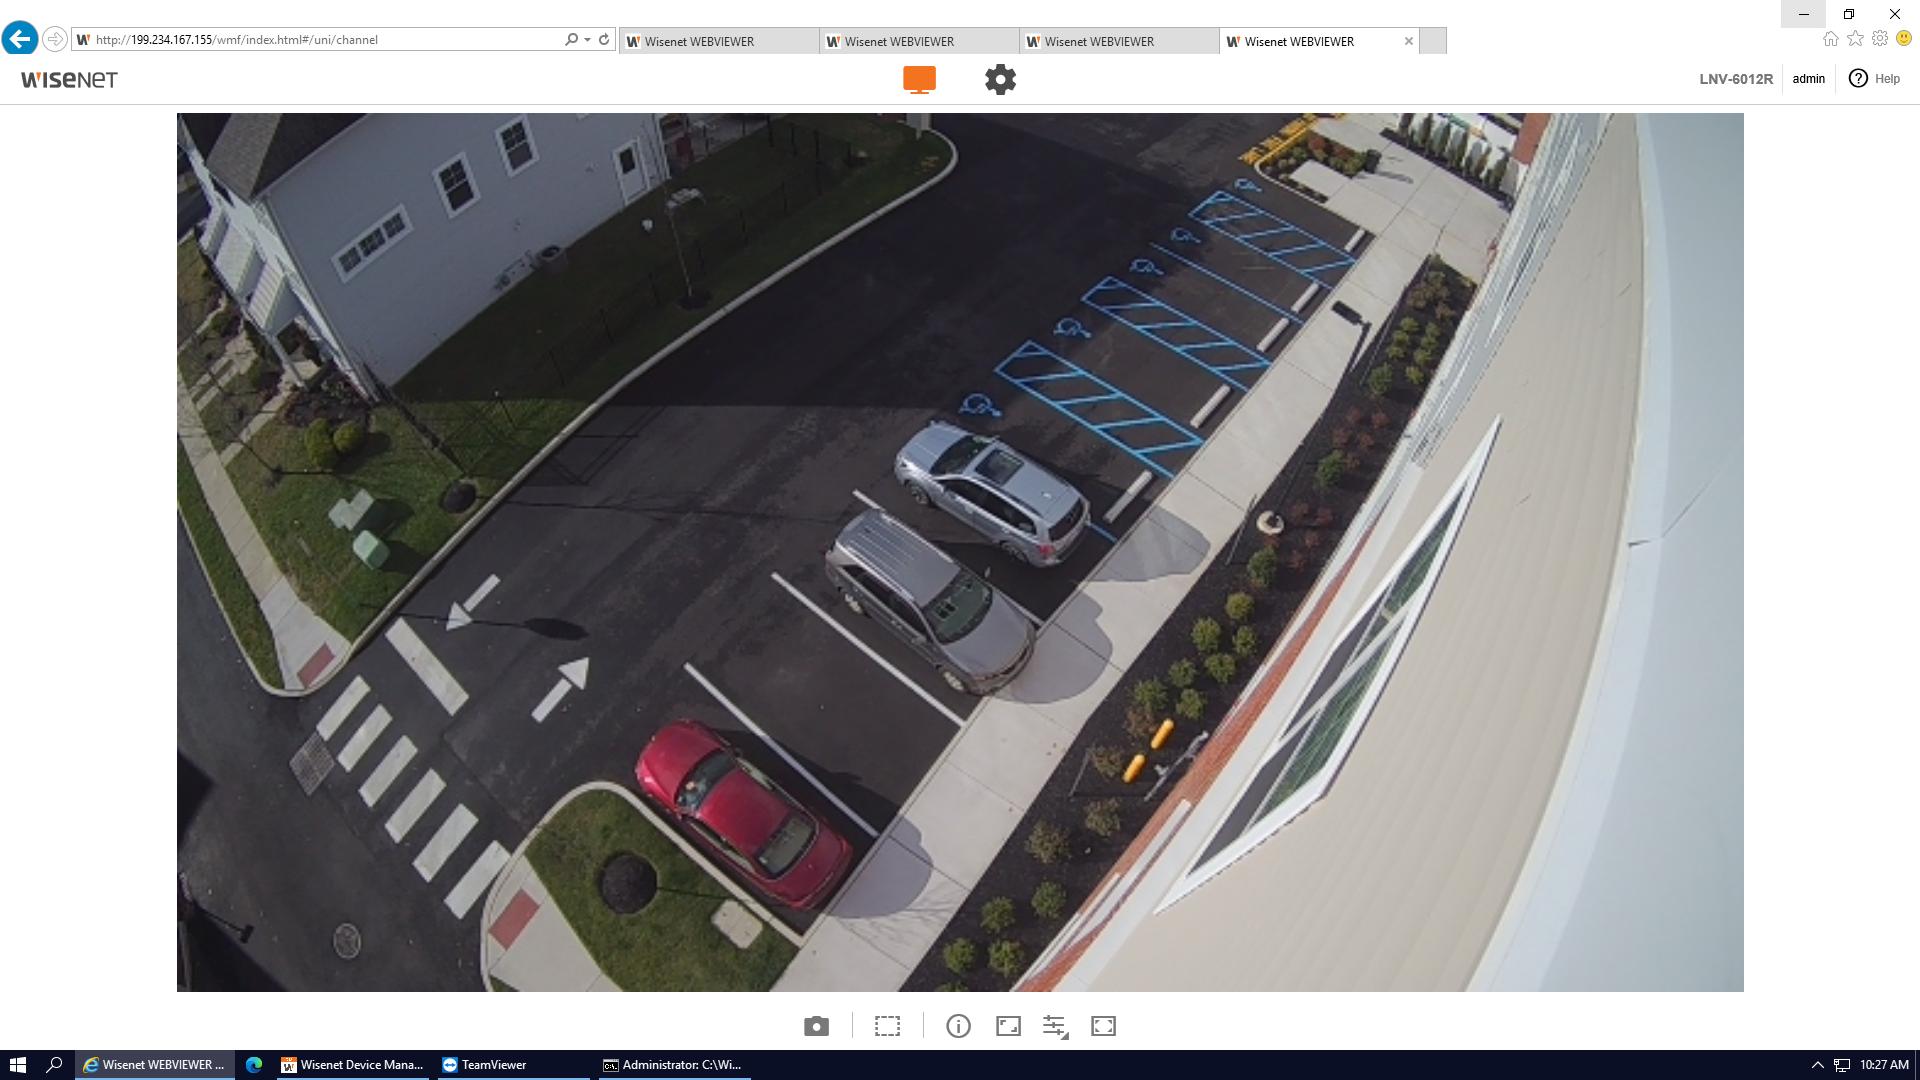 http://199.234.167.155/wmf/index.html#/uni/channel
Wisenet WEBVIEWER
Wisenet WEBVIEWER
Wisenet WEBVIEWER
Wisenet WEBVIEWER
WISENET
LNV-6012R
admin
Help
Wisenet WEBVIEWER ...
Wisenet Device Mana...
TeamViewer
Administrator: C:\Wi...
10:27 AM